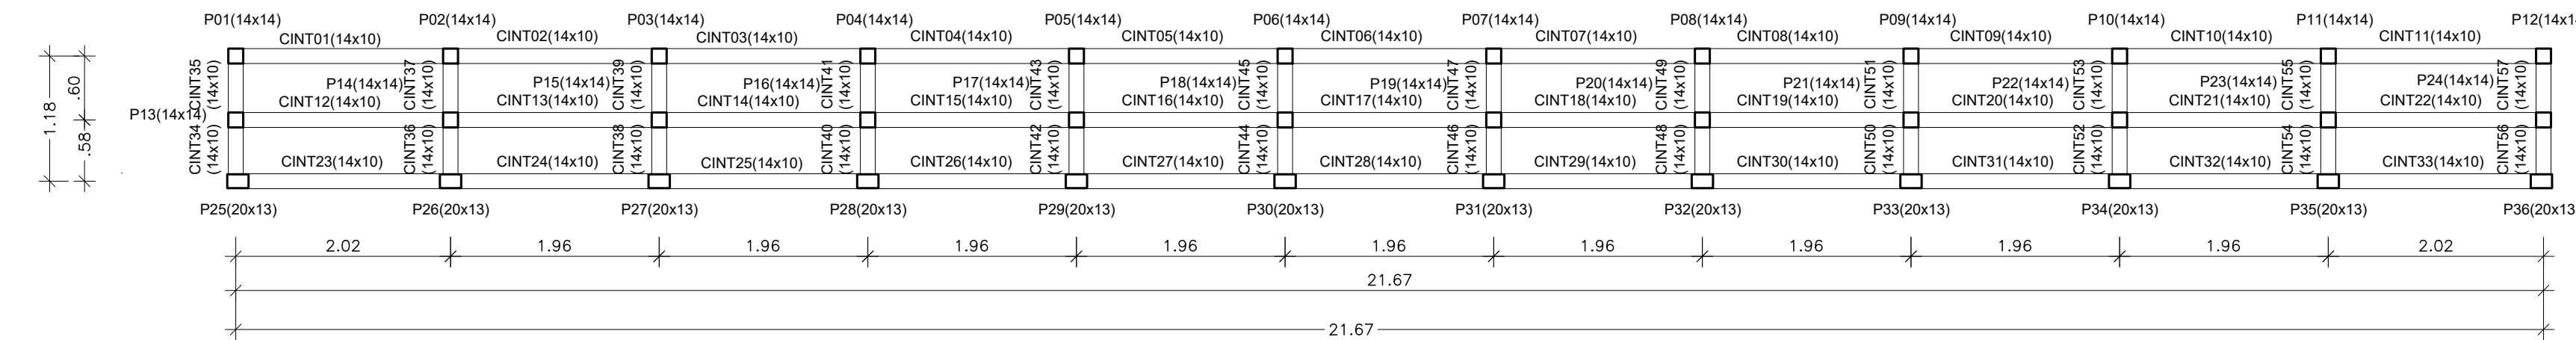 P01(14x14) P02(14x14) P03(14x14) P04(14x14) P05(14x14) P06(14x14) P07(14x14) P08(14x14) P09(14x14) P10(14x14) P11(14x14) P12(14x1
CINT01(14x10) CINT02(14x10) CINT03(14x10) CINT04(14x10) CINT05(14x10) CINT06(14x10) CINT07(14x10) CINT08(14x10) CINT09(14x10) CINT10(14x10) CINT11(14x10)
CINT35 (14x10) CINT37 (14x10) CINT39 (14x10) CINT41 (14x10) CINT43 (14x10) CINT45 (14x10) CINT47 (14x10) CINT49 (14x10) CINT51 (14x10) CINT53 (14x10) CINT55 (14x10) CINT57 (14x10)
P14(14x14) P15(14x14) P16(14x14) P17(14x14) P18(14x14) P19(14x14) P20(14x14) P21(14x14) P22(14x14) P23(14x14) P24(14x14)
CINT12(14x10) CINT13(14x10) CINT14(14x10) CINT15(14x10) CINT16(14x10) CINT17(14x10) CINT18(14x10) CINT19(14x10) CINT20(14x10) CINT21(14x10) CINT22(14x10)
1.18 .60 .58
P13(14x14)
CINT34 (14x10) CINT36 (14x10) CINT38 (14x10) CINT40 (14x10) CINT42 (14x10) CINT44 (14x10) CINT46 (14x10) CINT48 (14x10) CINT50 (14x10) CINT52 (14x10) CINT54 (14x10) CINT56 (14x10)
CINT23(14x10) CINT24(14x10) CINT25(14x10) CINT26(14x10) CINT27(14x10) CINT28(14x10) CINT29(14x10) CINT30(14x10) CINT31(14x10) CINT32(14x10) CINT33(14x10)
P25(20x13) P26(20x13) P27(20x13) P28(20x13) P29(20x13) P30(20x13) P31(20x13) P32(20x13) P33(20x13) P34(20x13) P35(20x13) P36(20x13
2.02 1.96 1.96 1.96 1.96 1.96 1.96 1.96 1.96 1.96 2.02
21.67
21.67